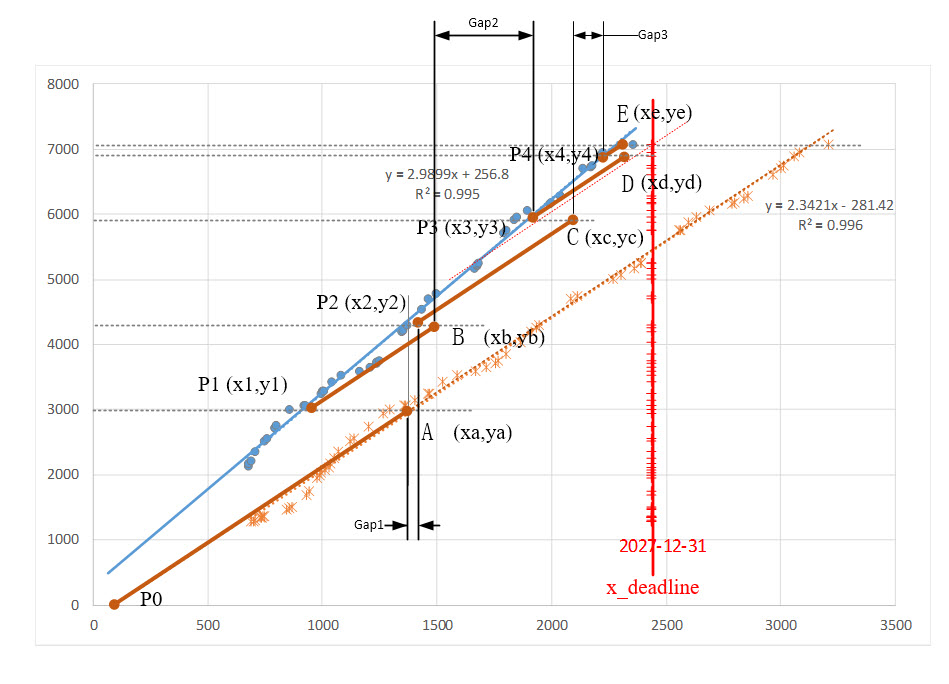 Gap2
Gap3
8000
E (xe,ye)
7000
P4 (x4,y4)
y = 2.9899x + 256.8
R² = 0.995
D (xd,yd)
y = 2.3421x - 281.42
R² = 0.996
6000
P3 (x3,y3)
C (xc,yc)
5000
P2 (x2,y2)
4000
B (xb,yb)
P1 (x1,y1)
3000
A (xa,ya)
2000
Gap1
1000
2027-12-31
x_deadline
P0
0
0 500 1000 1500 2000 2500 3000 3500